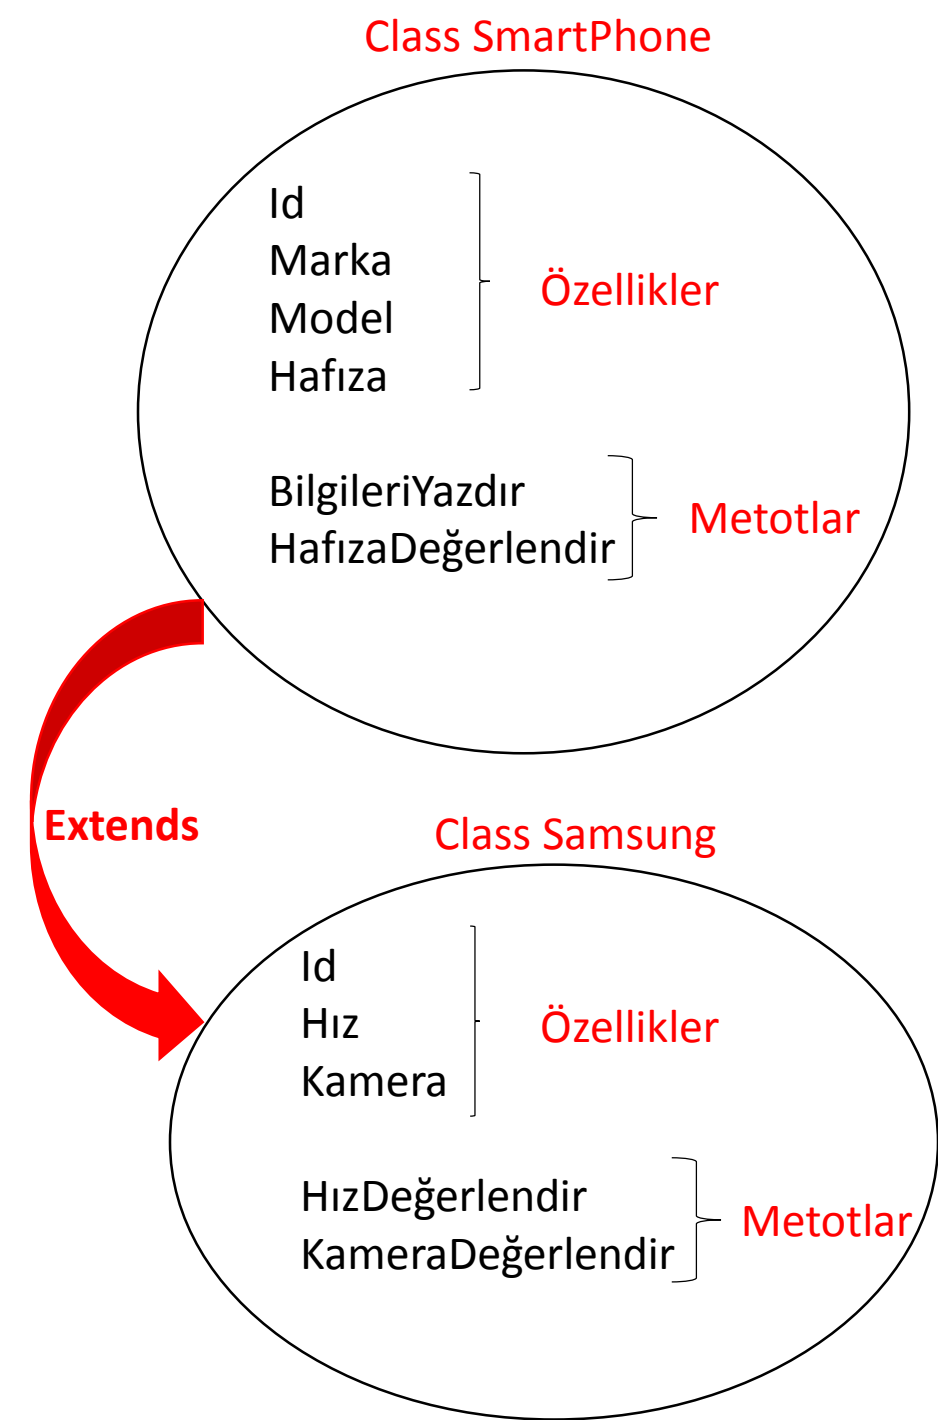 Class SmartPhone
Id
Marka
Model
Hafıza
Özellikler
BilgileriYazdır
HafızaDeğerlendir
Metotlar
Extends
Class Samsung
Id
Hız
Kamera
Özellikler
HızDeğerlendir
KameraDeğerlendir
Metotlar